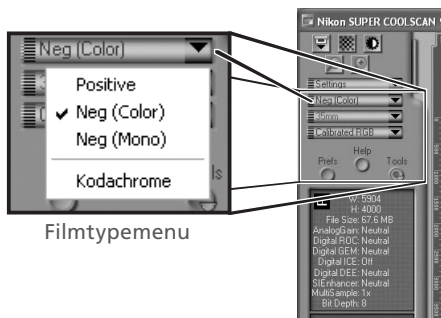 Neg (Color)
Positive
Neg (Color)
Neg (Mono)
Kodachrome
ls
Filmtypemenu
Nikon SUPER COOLSCAN
Settings
Neg (Color)
35mm
Calibrated RGB
Help
Prefs
Tools
W: 5904
H: 4000
File Size: 67.6 MB
AnalogGain: Neutral
Digital ROC: Neutral
Digital GEM: Neutral
Digital ICE: Off
Digital DEE: Neutral
SIEnhancer: Neutral
MultiSample: 1x
Bit Depth: 8